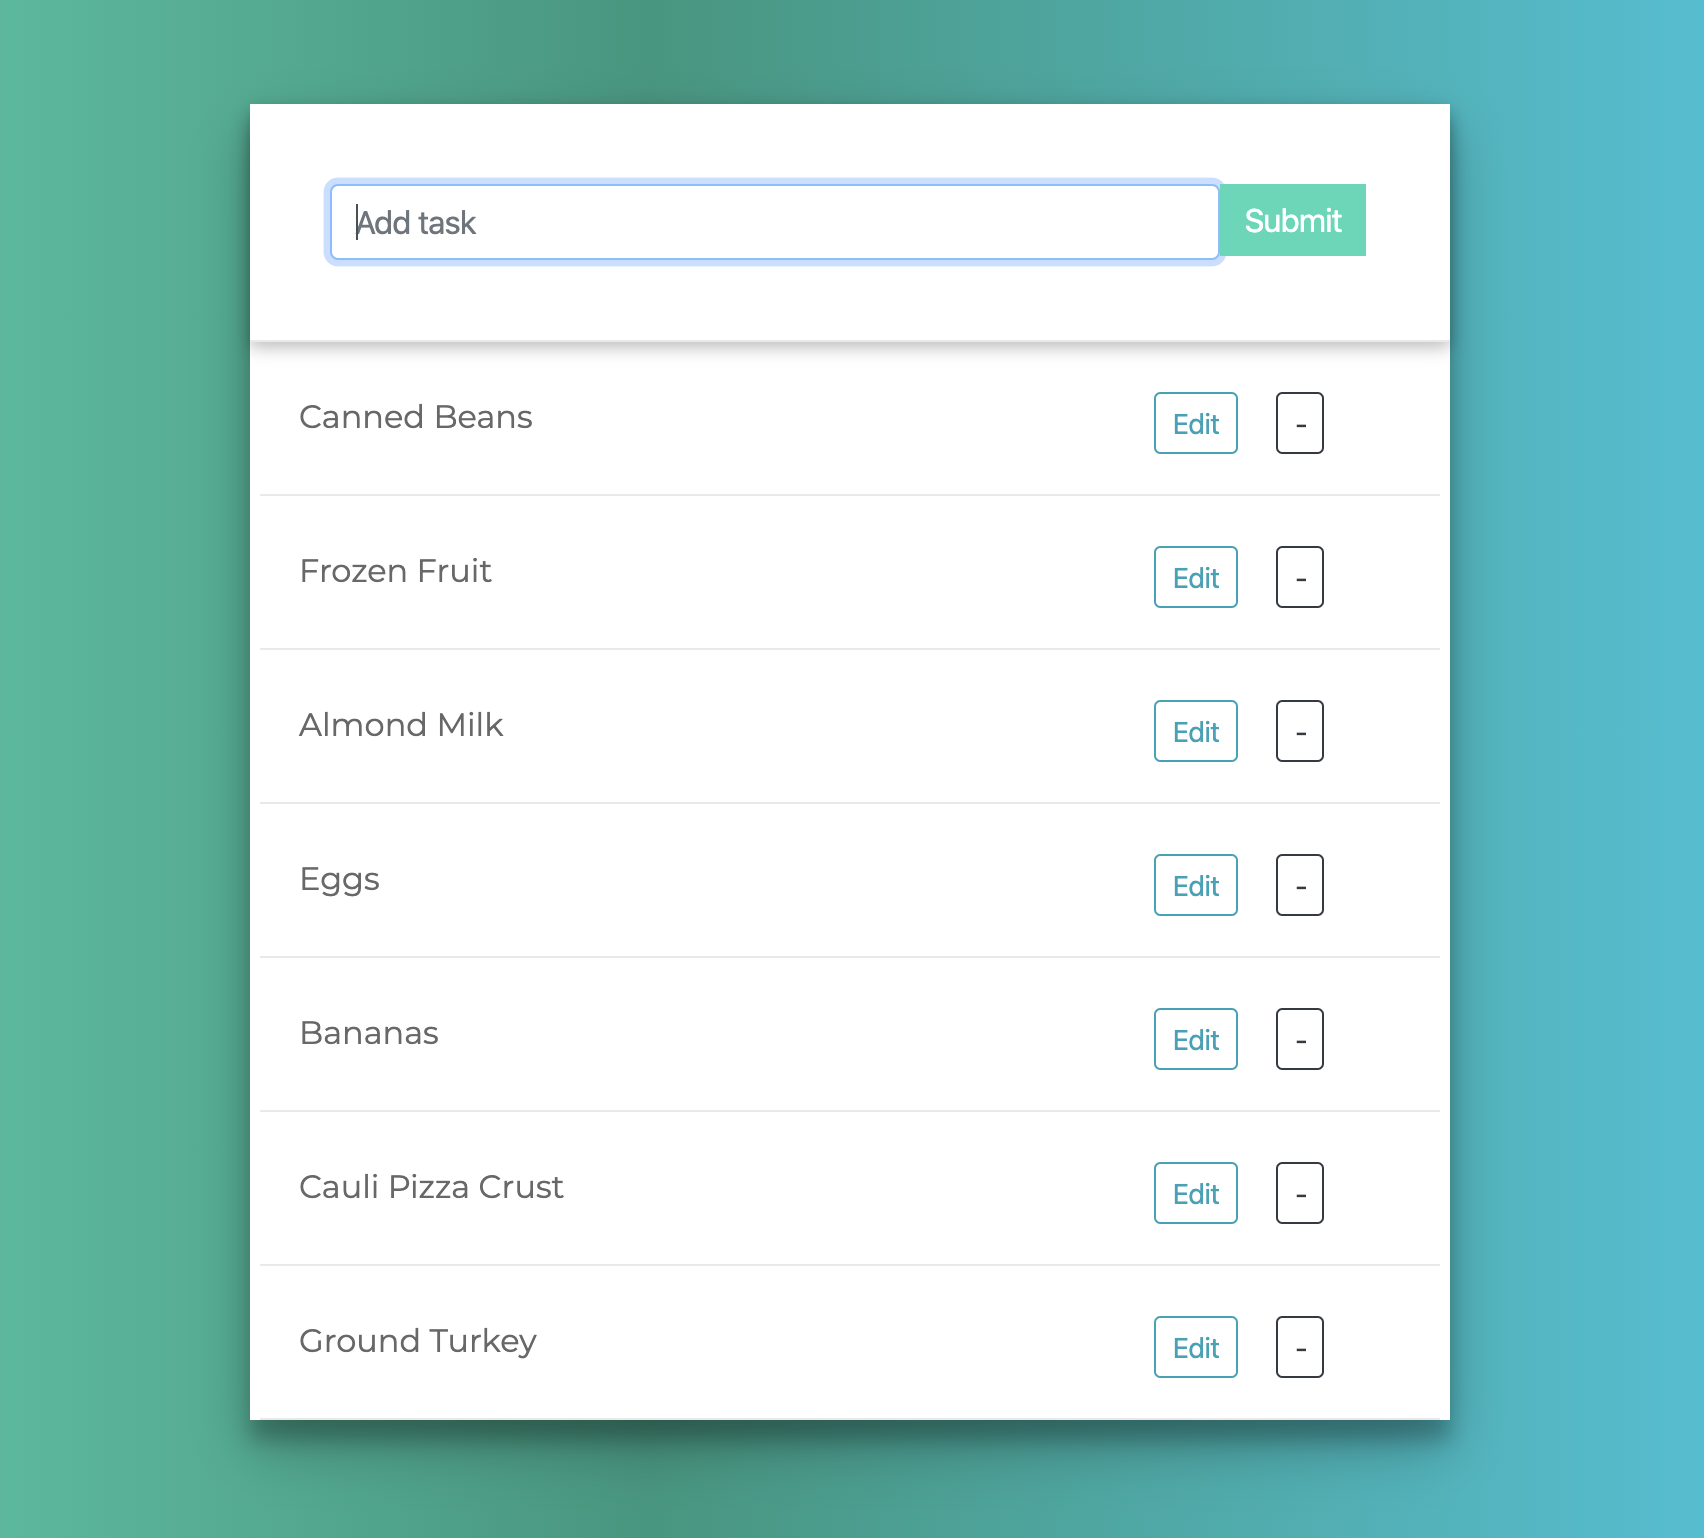 Add task Submit
Canned Beans Edit -
Frozen Fruit Edit -
Almond Milk Edit -
Eggs Edit -
Bananas Edit -
Cauli Pizza Crust Edit -
Ground Turkey Edit -